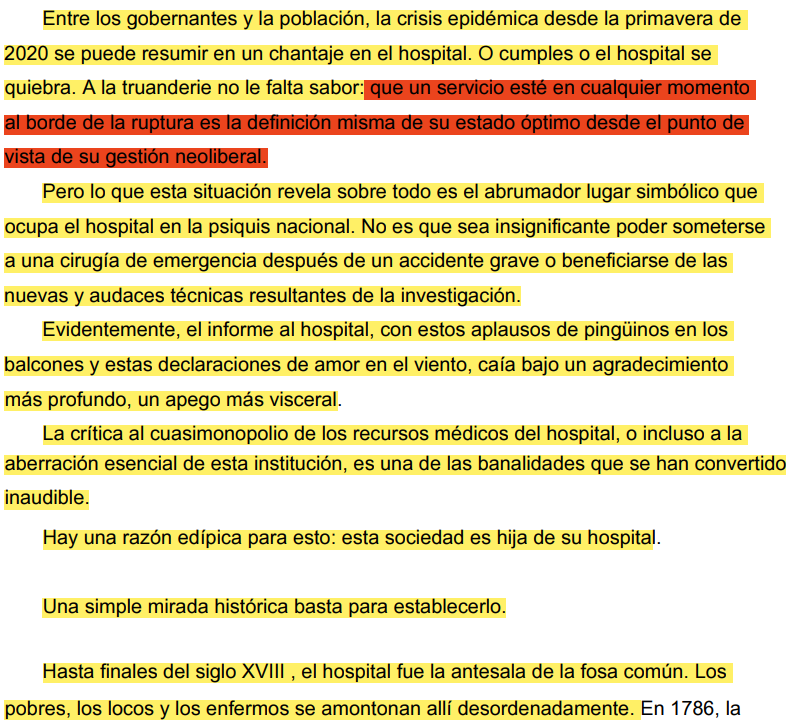 Entre los gobernantes y la población, la crisis epidémica desde la primavera de
2020 se puede resumir en un chantaje en el hospital. O cumples o el hospital se
quiebra. A la truanderie no le falta sabor: que un servicio esté en cualquier momento
al borde de la ruptura es la definición misma de su estado óptimo desde el punto de
vista de su gestión neoliberal.
Pero lo que esta situación revela sobre todo es el abrumador lugar simbólico que
ocupa el hospital en la psiquis nacional. No es que sea insignificante poder someterse
a una cirugía de emergencia después de un accidente grave o beneficiarse de las
nuevas y audaces técnicas resultantes de la investigación.
Evidentemente, el informe al hospital, con estos aplausos de pingüinos en los
balcones y estas declaraciones de amor en el viento, caía bajo un agradecimiento
más profundo, un apego más visceral.
La crítica al cuasimonopolio de los recursos médicos del hospital, o incluso a la
aberración esencial de esta institución, es una de las banalidades que se han convertido
inaudible.
Hay una razón edípica para esto: esta sociedad es hija de su hospital.
Una simple mirada histórica basta para establecerlo.
Hasta finales del siglo XVIII , el hospital fue la antesala de la fosa común. Los
pobres, los locos y los enfermos se amontonan allí desordenadamente. En 1786, la